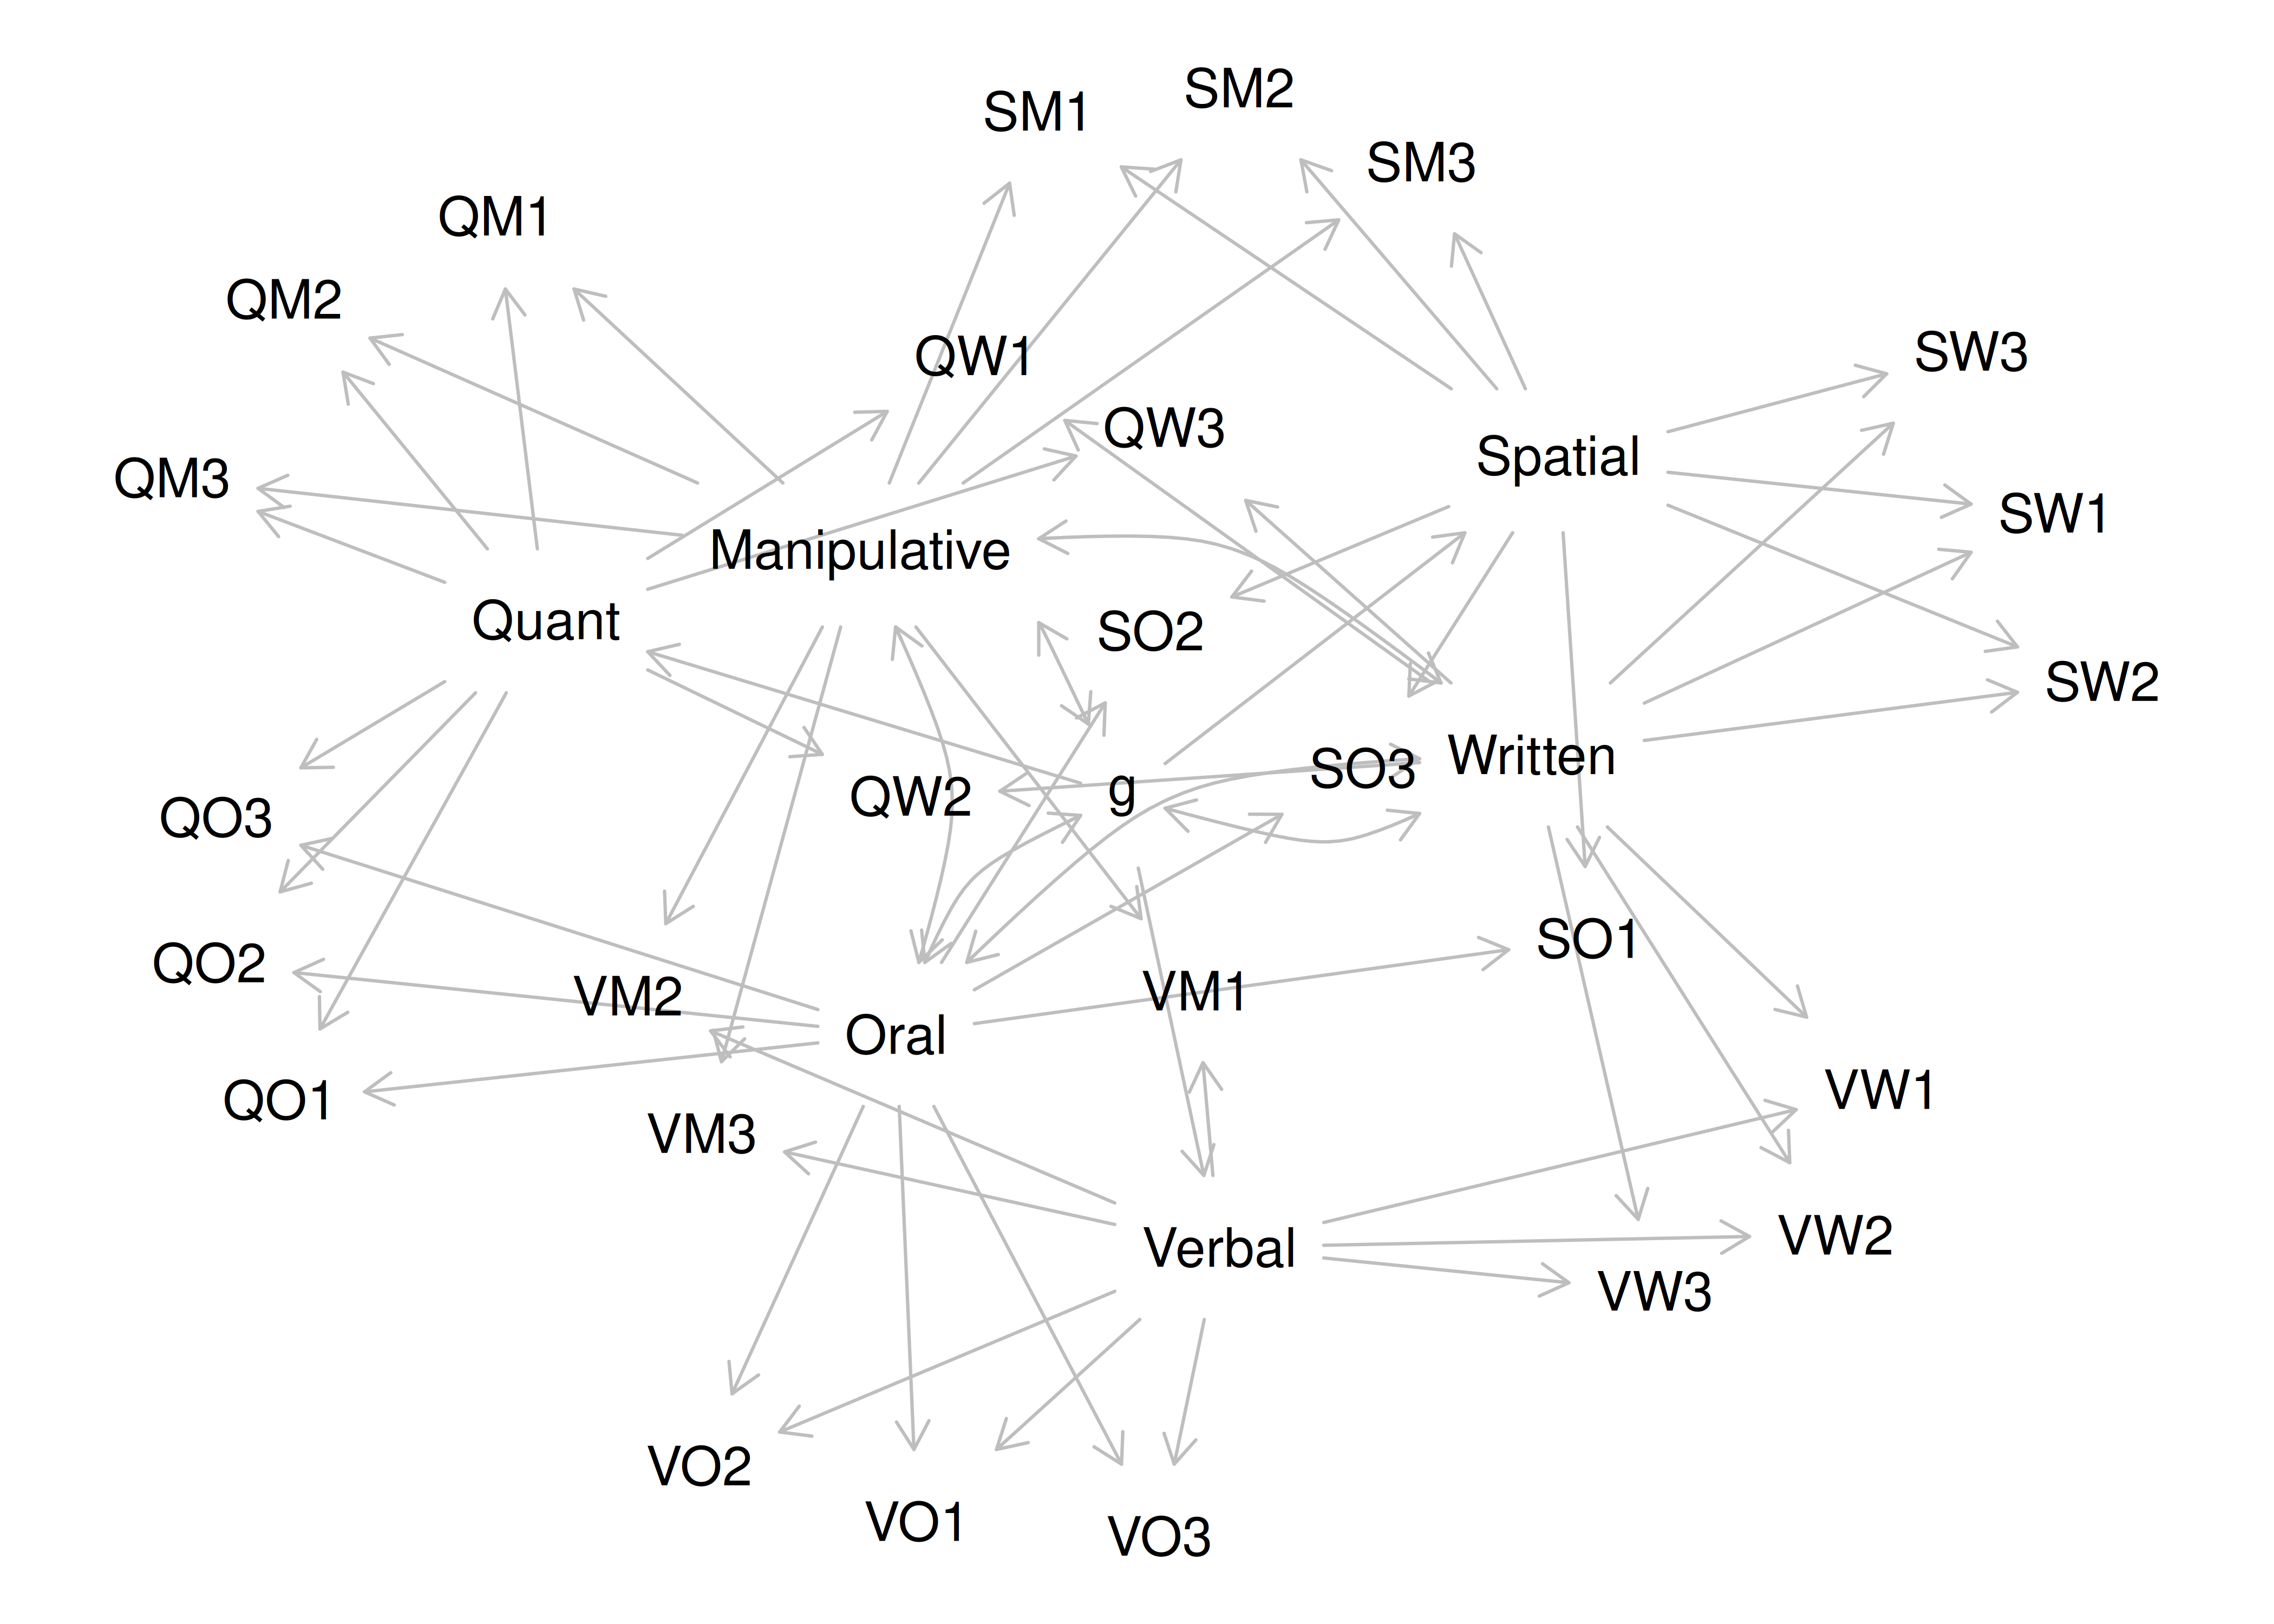 SM2
SM1
SM3
QM1
QM2
SW3
QW1
QW3
Spatial
QM3
SW1
Manipulative
Quant
SO2
SW2
Written
SO3
g
QW2
QO3
SO1
QO2
VM1
VM2
Oral
VW1
QO1
VM3
VW2
Verbal
VW3
VO2
VO1
VO3